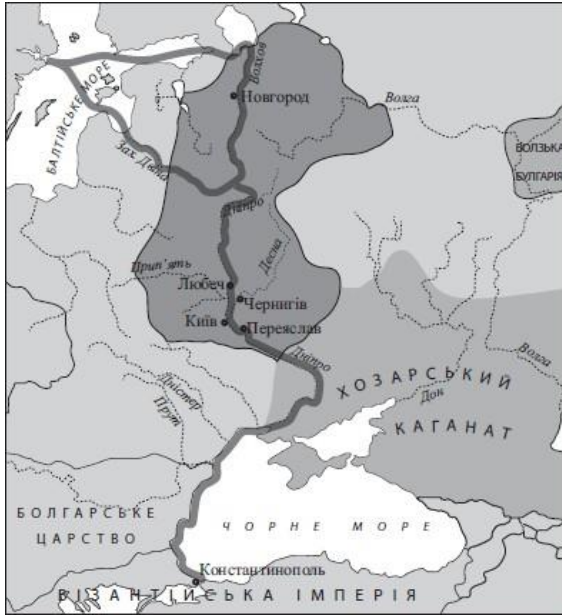 Волхов
Новгород
БАЛТІЙСЬКЕ МОРЕ
Волга
ВОЛЗЬКА
БУЛГАРІЯ
Зах. Двіна
Дніпро
Десна
Прип'ять
Любеч
Чернигів
Київ
Переяслав
Дніпро
Волга
Дністер
Прут
ХОЗАРСЬКИЙ
Дон
КАГАНАТ
БОЛГАРСЬКЕ
ЦАРСТВО
ЧОРНЕ МОРЕ
Константинополь
ВІЗАНТІЙСЬКА ІМПЕРІЯ